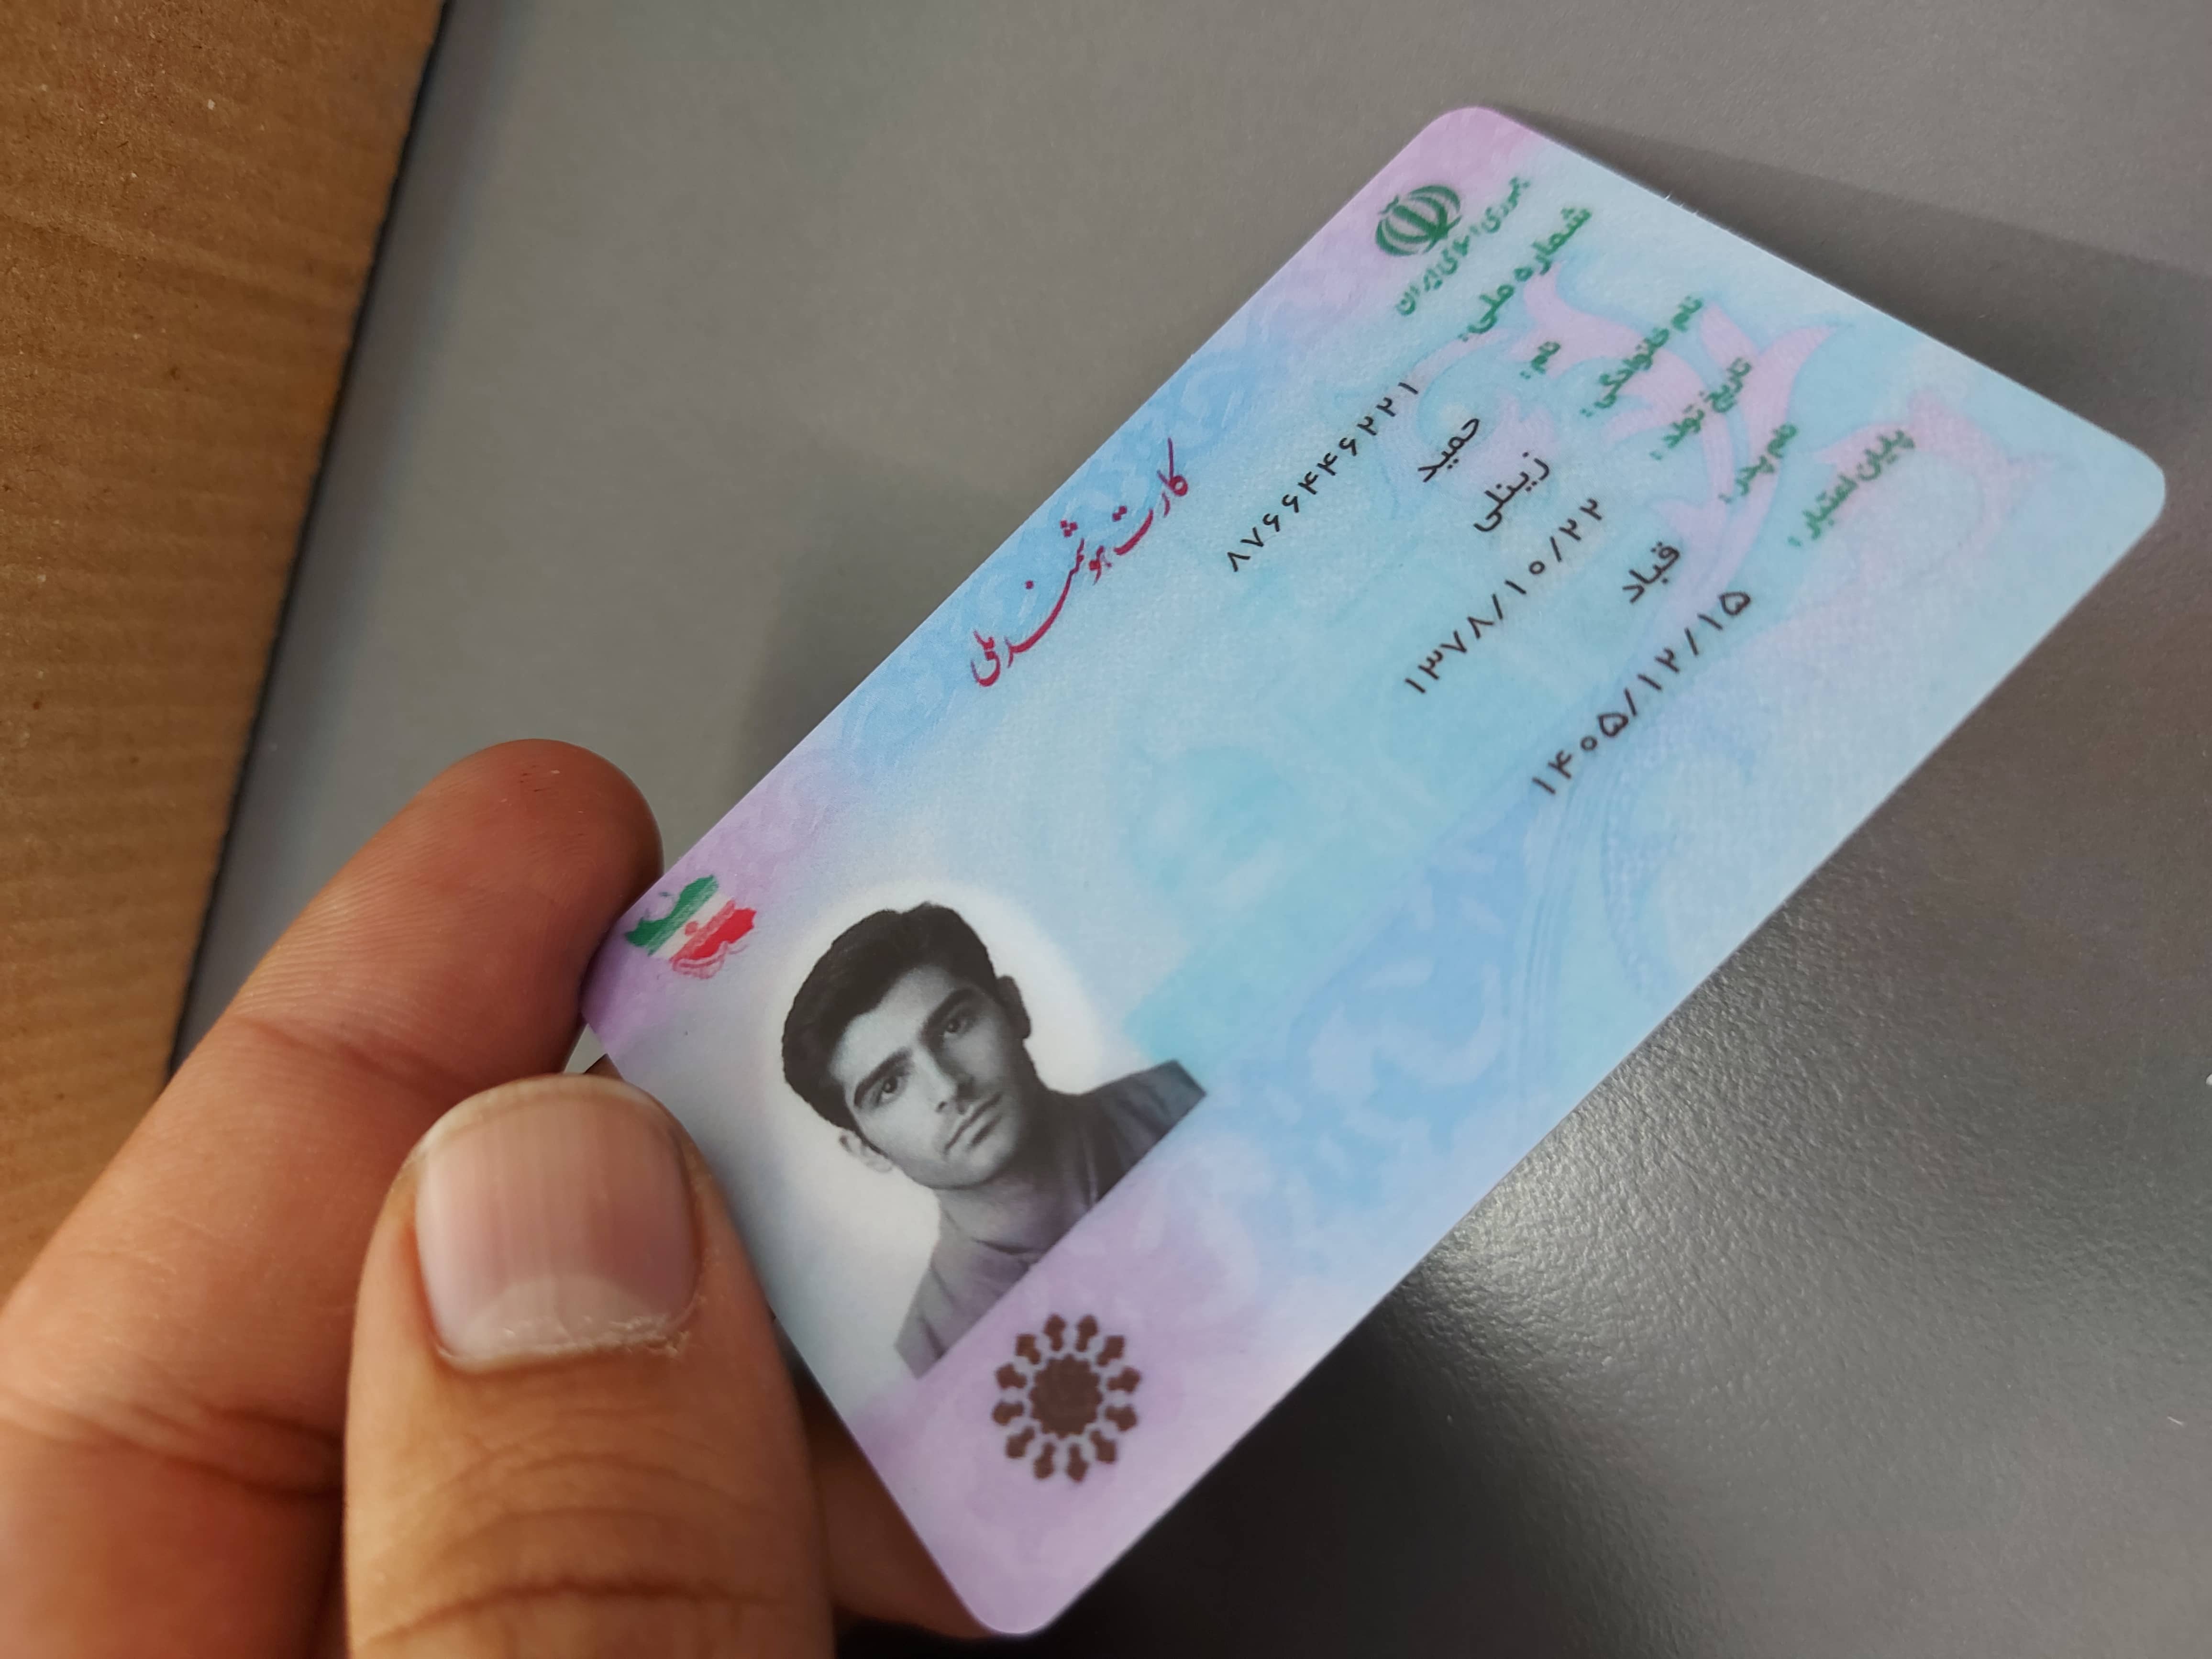 جمهوری اسلامی ایران
کارت هوشمند ملی
شماره ملی: ۸۷۶۶۴۴۶۲۲۱
نام: حمید
نام خانوادگی: زینلی
تاریخ تولد: ۱۳۷۸/۱۰/۲۲
نام پدر: قباد
پایان اعتبار: ۱۴۰۵/۱۲/۱۵